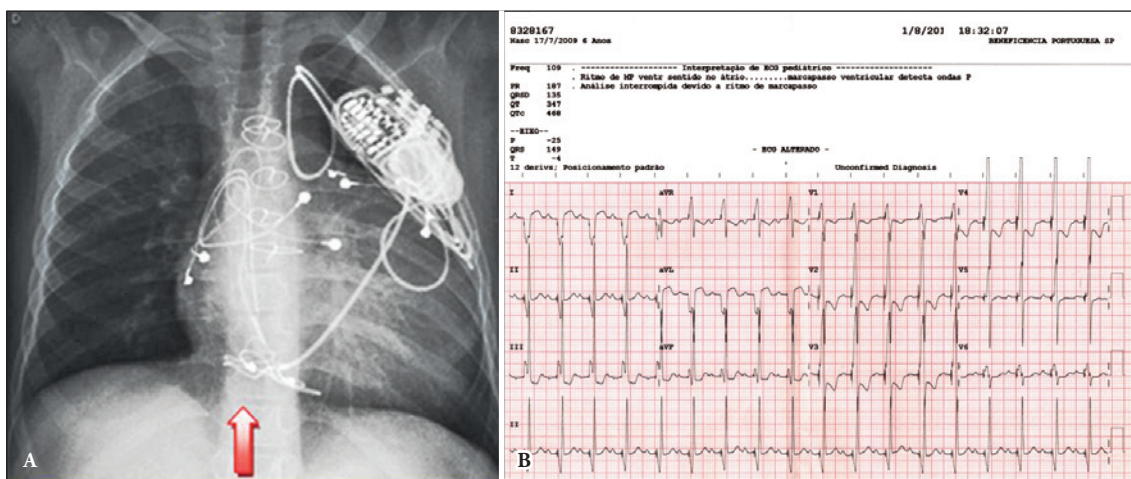 D
A
8328167 1/8/201 18:32:07
Nasc 17/7/2009 6 Anos BENEFICENCIA PORTUGUESA SP
Freq 109 . -------------------- Interpretação de ECG pediátrico --------------------
. Ritmo de MP ventr sentido no átrio.........marcapasso ventricular detecta ondas P
PR 187 . Análise interrompida devido a ritmo de marcapasso
QRSD 135
QT 347
QTc 468
--EIXO--
P -25
QRS 149 - ECG ALTERADO -
T -4
12 derivs; Posicionamento padrão Unconfirmed Diagnosis
I aVR V1 V4
II aVL V2 V5
III aVF V3 V6
II
B